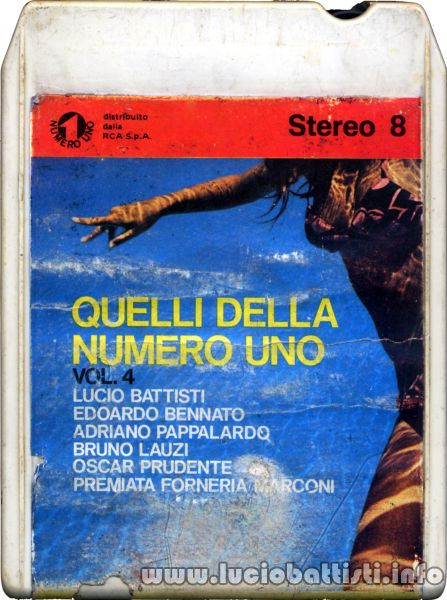 1
NUMERO UNO
distribuito
dalla
RCA S.p.A.
Stereo 8
QUELLI DELLA
NUMERO UNO
VOL. 4
LUCIO BATTISTI
EDOARDO BENNATO
ADRIANO PAPPALARDO
BRUNO LAUZI
OSCAR PRUDENTE
PREMIATA FORNERIA MARCONI
www.luciobattisti.info